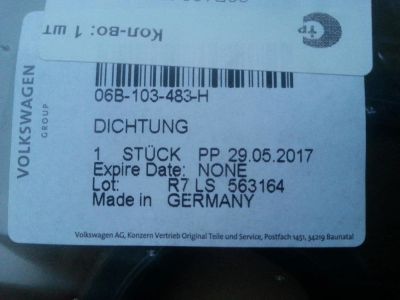 Кол-во: 1 шт
тр
VOLKSWAGEN
GROUP
06B-103-483-H
DICHTUNG
1 STÜCK PP 29.05.2017
Expire Date: NONE
Lot: R7 LS 563164
Made in GERMANY
Volkswagen AG, Konzern Vertrieb Original Teile und Service, Postfach 1451, 34219 Baunatal